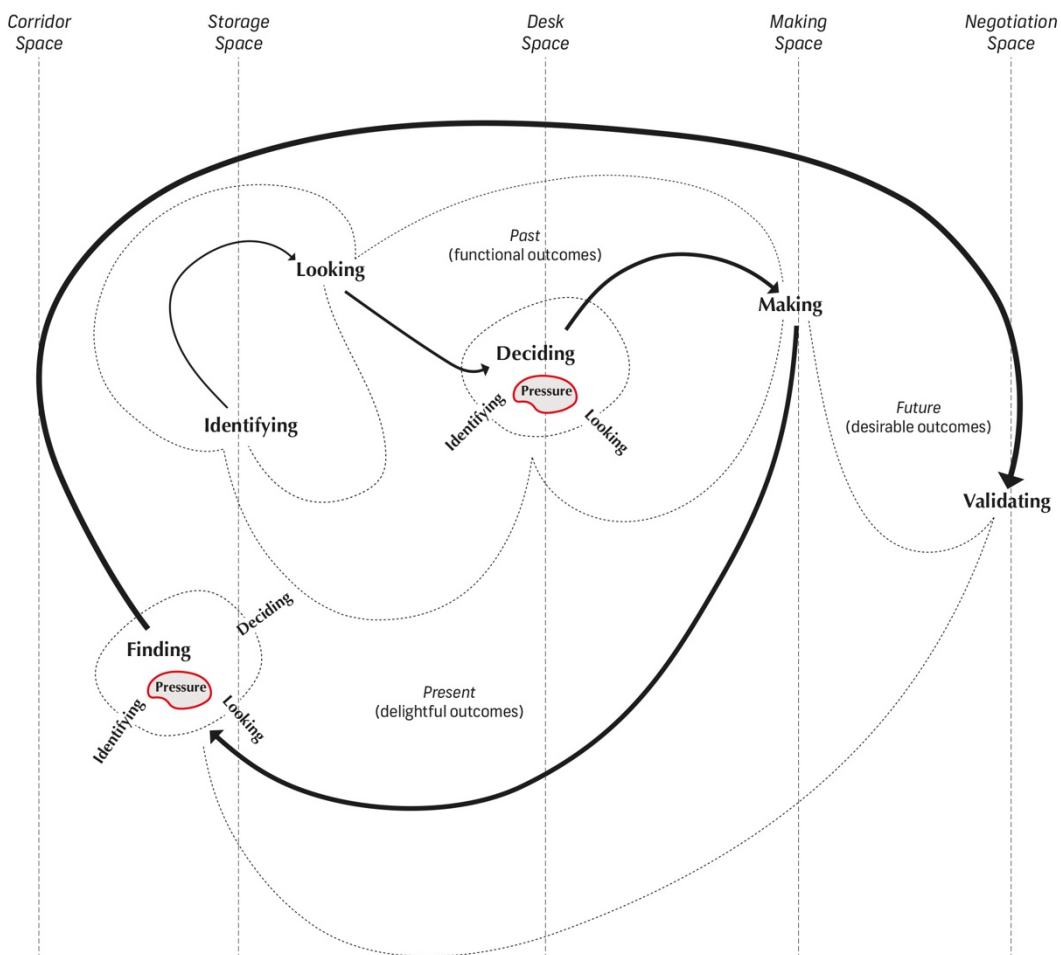 Corridor
Space
Storage
Space
Desk
Space
Making
Space
Negotiation
Space
Past
(functional outcomes)
Looking
Making
Deciding
Pressure
Identifying
Looking
Identifying
Future
(desirable outcomes)
Validating
Deciding
Finding
Pressure
Identifying
Looking
Present
(delightful outcomes)